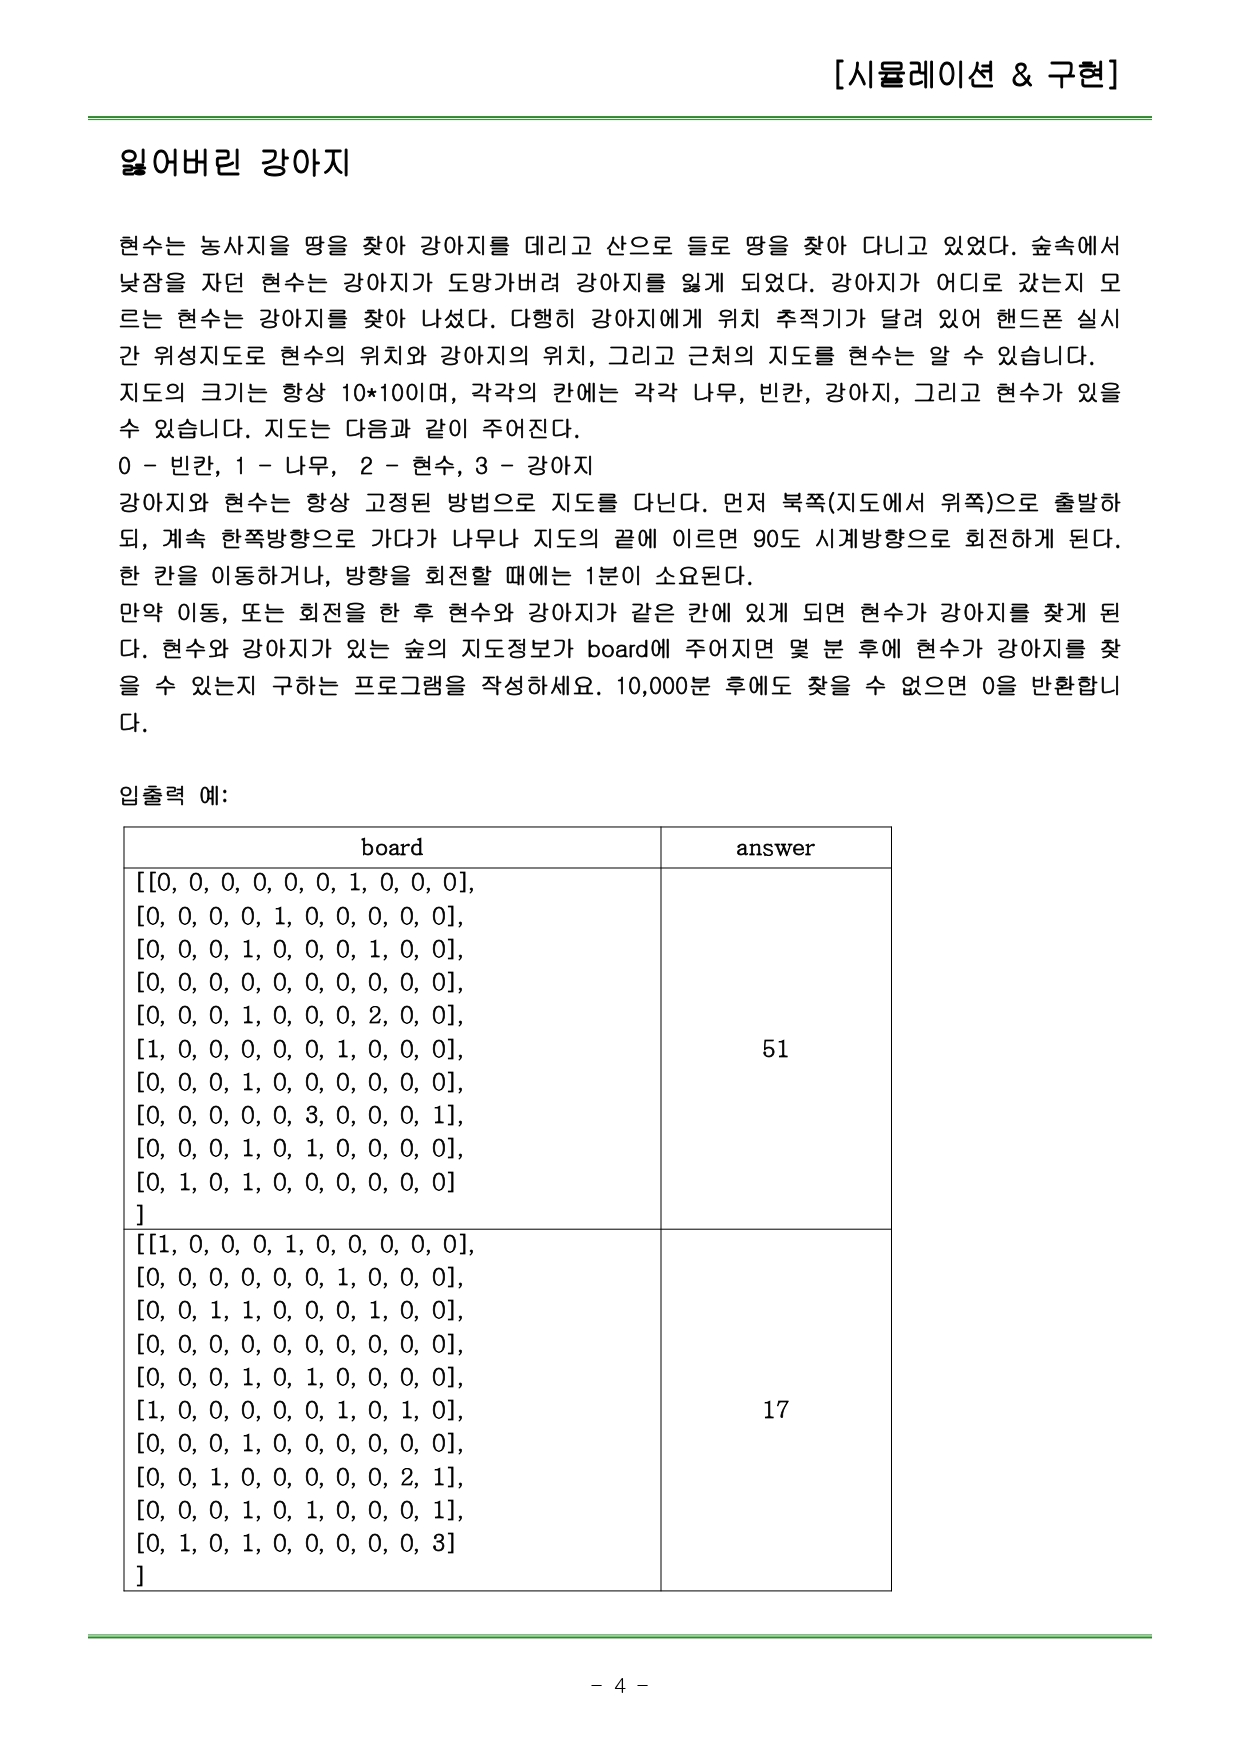 [시뮬레이션 & 구현]
잃어버린 강아지
현수는 농사지을 땅을 찾아 강아지를 데리고 산으로 들로 땅을 찾아 다니고 있었다. 숲속에서
낮잠을 자던 현수는 강아지가 도망가버려 강아지를 잃게 되었다. 강아지가 어디로 갔는지 모
르는 현수는 강아지를 찾아 나섰다. 다행히 강아지에게 위치 추적기가 달려 있어 핸드폰 실시
간 위성지도로 현수의 위치와 강아지의 위치, 그리고 근처의 지도를 현수는 알 수 있습니다.
지도의 크기는 항상 10*10이며, 각각의 칸에는 각각 나무, 빈칸, 강아지, 그리고 현수가 있을
수 있습니다. 지도는 다음과 같이 주어진다.
0 - 빈칸, 1 - 나무, 2 - 현수, 3 - 강아지
강아지와 현수는 항상 고정된 방법으로 지도를 다닌다. 먼저 북쪽(지도에서 위쪽)으로 출발하
되, 계속 한쪽방향으로 가다가 나무나 지도의 끝에 이르면 90도 시계방향으로 회전하게 된다.
한 칸을 이동하거나, 방향을 회전할 때에는 1분이 소요된다.
만약 이동, 또는 회전을 한 후 현수와 강아지가 같은 칸에 있게 되면 현수가 강아지를 찾게 된
다. 현수와 강아지가 있는 숲의 지도정보가 board에 주어지면 몇 분 후에 현수가 강아지를 찾
을 수 있는지 구하는 프로그램을 작성하세요. 10,000분 후에도 찾을 수 없으면 0을 반환합니
다.
입출력 예:
board answer
[[0, 0, 0, 0, 0, 0, 1, 0, 0, 0],
[0, 0, 0, 0, 1, 0, 0, 0, 0, 0],
[0, 0, 0, 1, 0, 0, 0, 1, 0, 0],
[0, 0, 0, 0, 0, 0, 0, 0, 0, 0],
[0, 0, 0, 1, 0, 0, 0, 2, 0, 0],
[1, 0, 0, 0, 0, 0, 1, 0, 0, 0],
[0, 0, 0, 1, 0, 0, 0, 0, 0, 0],
[0, 0, 0, 0, 0, 3, 0, 0, 0, 1],
[0, 0, 0, 1, 0, 1, 0, 0, 0, 0],
[0, 1, 0, 1, 0, 0, 0, 0, 0, 0]
]
51
[[1, 0, 0, 0, 1, 0, 0, 0, 0, 0],
[0, 0, 0, 0, 0, 0, 1, 0, 0, 0],
[0, 0, 1, 1, 0, 0, 0, 1, 0, 0],
[0, 0, 0, 0, 0, 0, 0, 0, 0, 0],
[0, 0, 0, 1, 0, 1, 0, 0, 0, 0],
[1, 0, 0, 0, 0, 0, 1, 0, 1, 0],
[0, 0, 0, 1, 0, 0, 0, 0, 0, 0],
[0, 0, 1, 0, 0, 0, 0, 0, 2, 1],
[0, 0, 0, 1, 0, 1, 0, 0, 0, 1],
[0, 1, 0, 1, 0, 0, 0, 0, 0, 3]
]
17
- 4 -